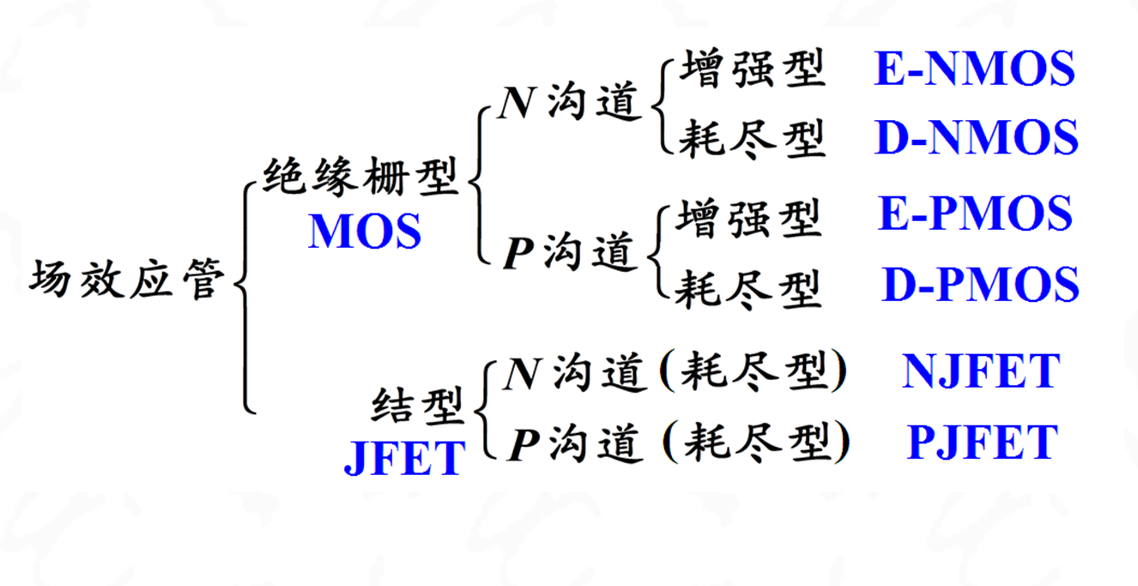 N 沟道 增强型 E-NMOS
耗尽型 D-NMOS
绝缘栅型
MOS
P 沟道 增强型 E-PMOS
耗尽型 D-PMOS
场效应管
N 沟道 (耗尽型) NJFET
结型
JFET
P 沟道 (耗尽型) PJFET